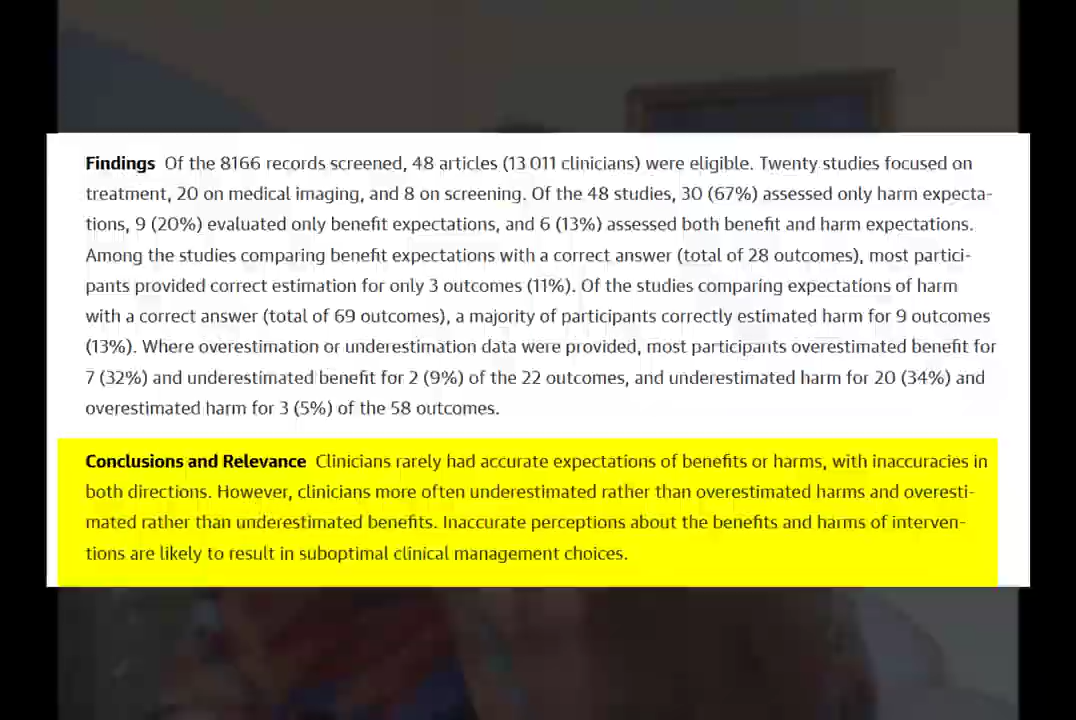 Findings Of the 8166 records screened, 48 articles (13 011 clinicians) were eligible. Twenty studies focused on
treatment, 20 on medical imaging, and 8 on screening. Of the 48 studies, 30 (67%) assessed only harm expecta-
tions, 9 (20%) evaluated only benefit expectations, and 6 (13%) assessed both benefit and harm expectations.
Among the studies comparing benefit expectations with a correct answer (total of 28 outcomes), most partici-
pants provided correct estimation for only 3 outcomes (11%). Of the studies comparing expectations of harm
with a correct answer (total of 69 outcomes), a majority of participants correctly estimated harm for 9 outcomes
(13%). Where overestimation or underestimation data were provided, most participants overestimated benefit for
7 (32%) and underestimated benefit for 2 (9%) of the 22 outcomes, and underestimated harm for 20 (34%) and
overestimated harm for 3 (5%) of the 58 outcomes.
Conclusions and Relevance Clinicians rarely had accurate expectations of benefits or harms, with inaccuracies in
both directions. However, clinicians more often underestimated rather than overestimated harms and overesti-
mated rather than underestimated benefits. Inaccurate perceptions about the benefits and harms of interven-
tions are likely to result in suboptimal clinical management choices.